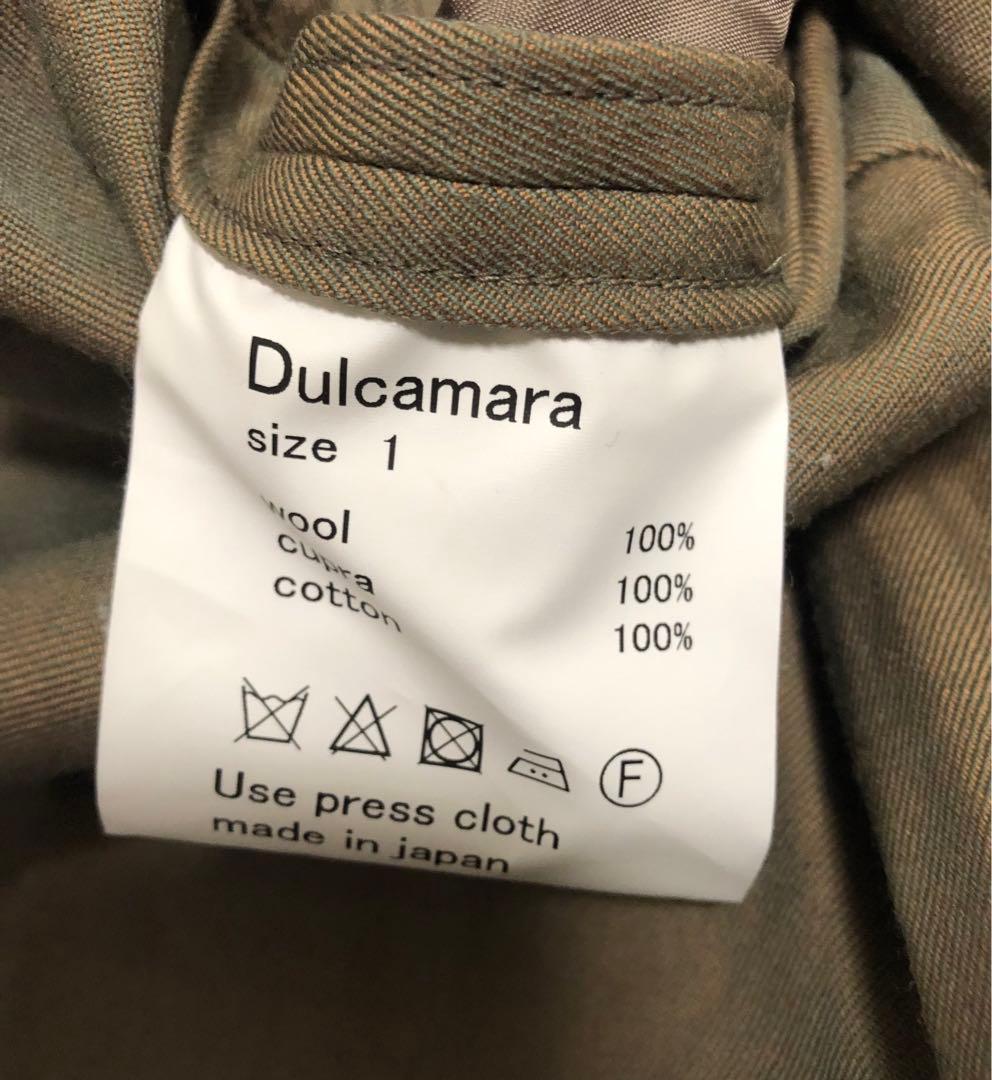 Dulcamara
size 1
wool 100%
cupra 100%
cotton 100%
F
Use press cloth
made in japan